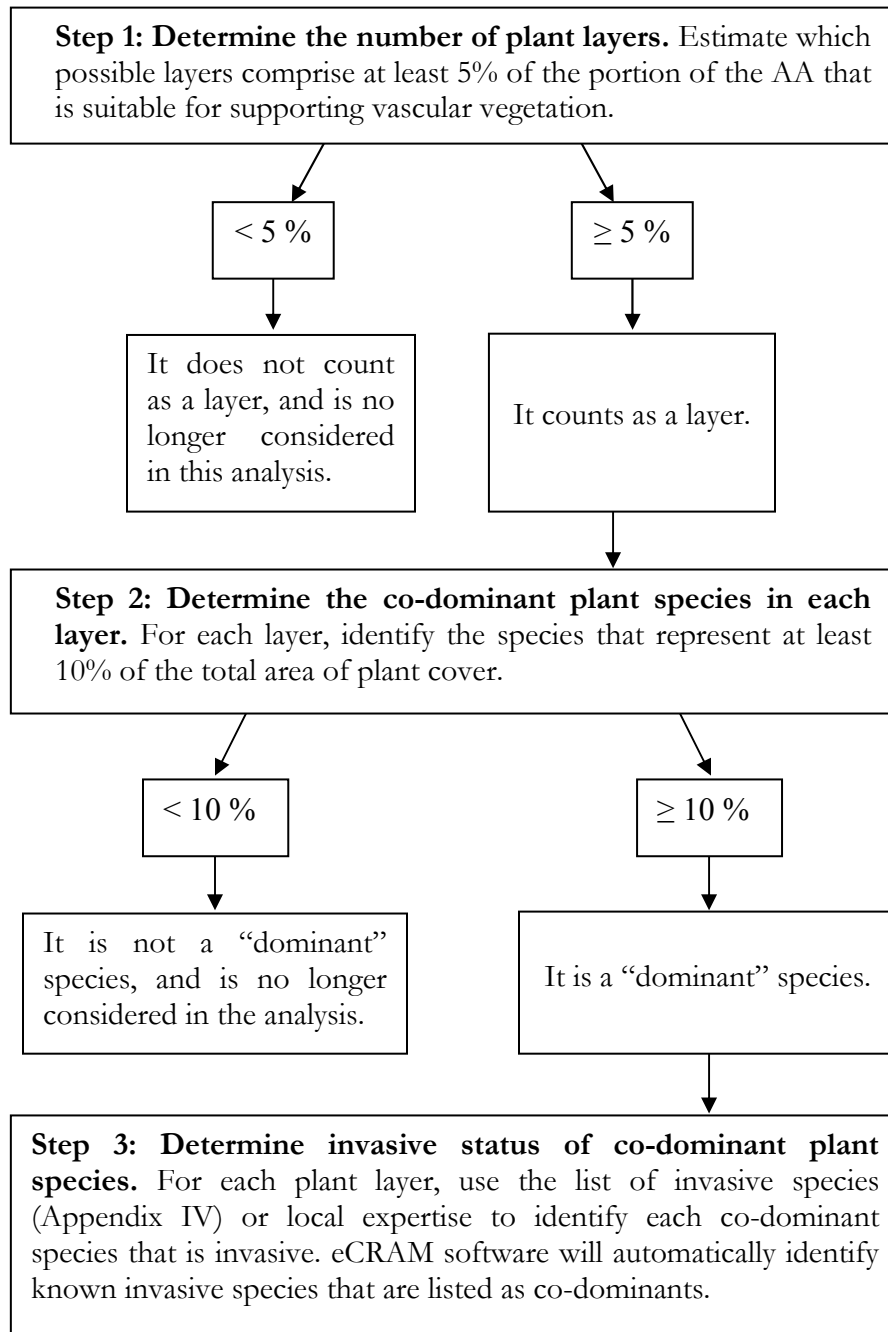 Step 1: Determine the number of plant layers. Estimate which
possible layers comprise at least 5% of the portion of the AA that
is suitable for supporting vascular vegetation.
< 5 %
≥ 5 %
It does not count
as a layer, and is no
longer considered
in this analysis.
It counts as a layer.
Step 2: Determine the co-dominant plant species in each
layer. For each layer, identify the species that represent at least
10% of the total area of plant cover.
< 10 %
≥ 10 %
It is not a “dominant”
species, and is no longer
considered in the analysis.
It is a “dominant” species.
Step 3: Determine invasive status of co-dominant plant
species. For each plant layer, use the list of invasive species
(Appendix IV) or local expertise to identify each co-dominant
species that is invasive. eCRAM software will automatically identify
known invasive species that are listed as co-dominants.